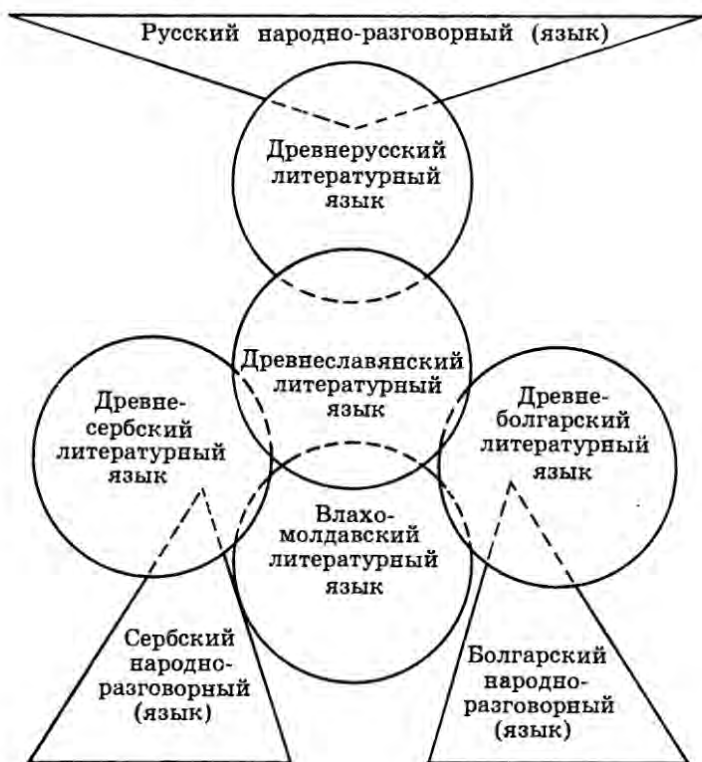 Русский народно-разговорный (язык)
Древнерусский
литературный
язык
Древнеславянский
литературный
язык
Древне-
сербский
литературный
язык
Древне-
болгарский
литературный
язык
Влахо-
молдавский
литературный
язык
Сербский
народно-
разговорный
(язык)
Болгарский
народно-
разговорный
(язык)